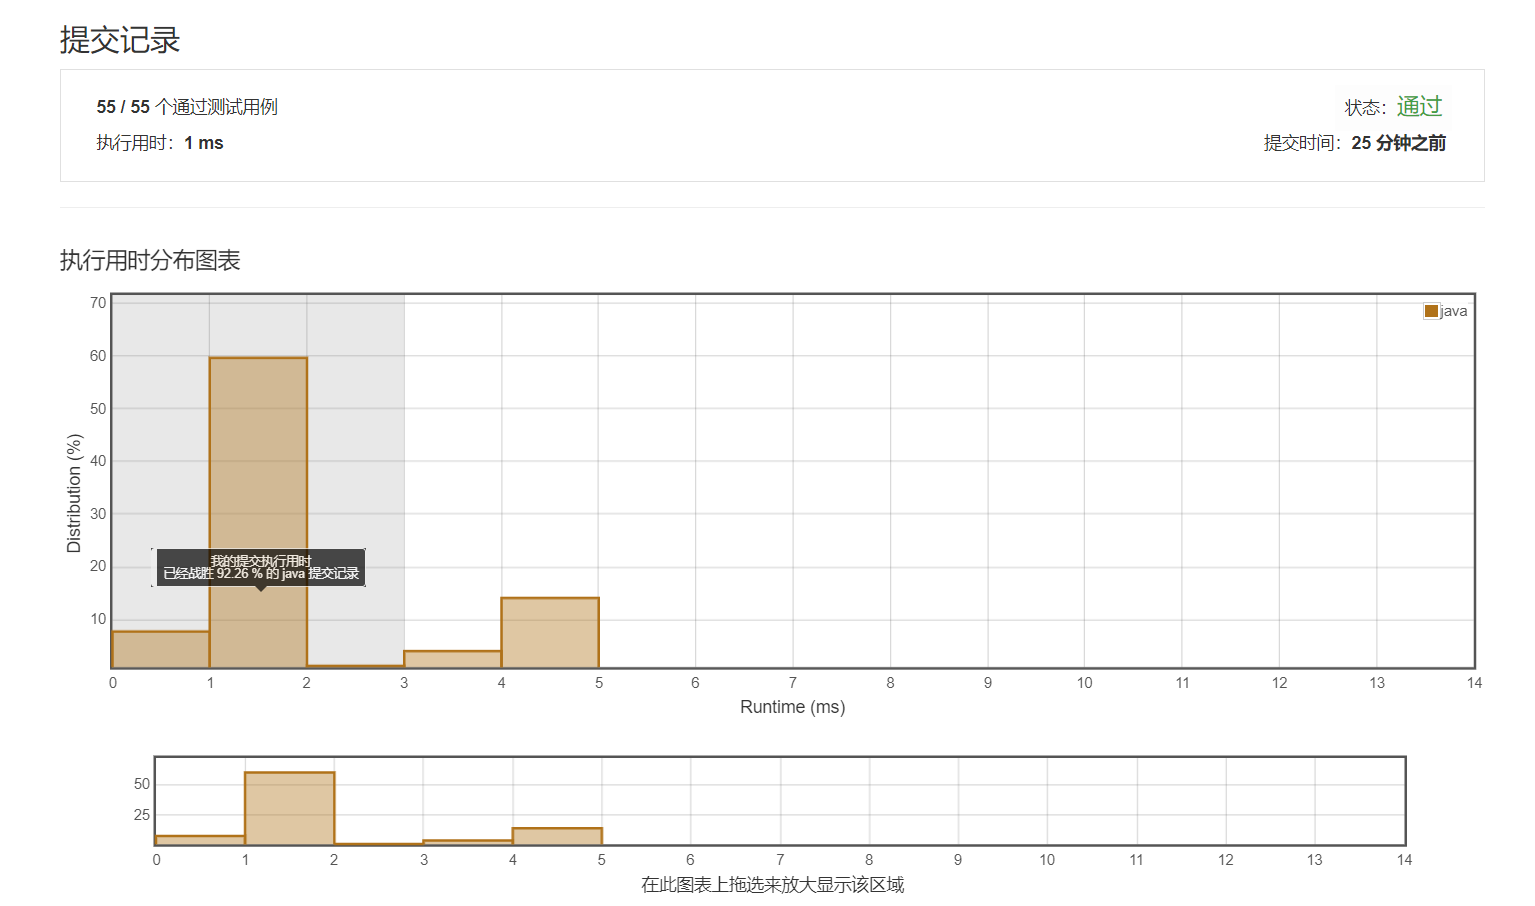 提交记录
55 / 55 个通过测试用例
状态：通过
执行用时：1 ms
提交时间：25 分钟之前
执行用时分布图表
70
60
50
40
30
20
10
Distribution (%)
java
我的提交执行用时
已经战胜 92.26 % 的 java 提交记录
0 1 2 3 4 5 6 7 8 9 10 11 12 13 14
Runtime (ms)
50
25
0 1 2 3 4 5 6 7 8 9 10 11 12 13 14
在此图表上拖选来放大显示该区域